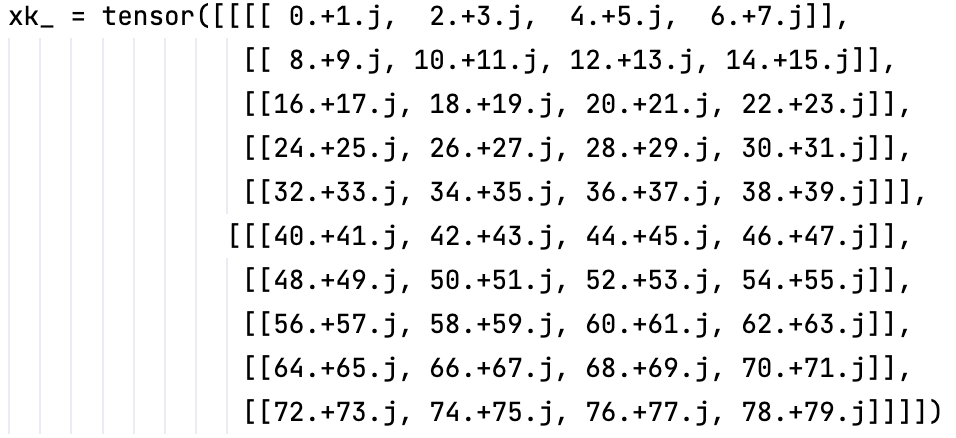 xk_ = tensor([[[[ 0.+1.j,  2.+3.j,  4.+5.j,  6.+7.j]],
[[ 8.+9.j, 10.+11.j, 12.+13.j, 14.+15.j]],
[[16.+17.j, 18.+19.j, 20.+21.j, 22.+23.j]],
[[24.+25.j, 26.+27.j, 28.+29.j, 30.+31.j]],
[[32.+33.j, 34.+35.j, 36.+37.j, 38.+39.j]]],
[[[40.+41.j, 42.+43.j, 44.+45.j, 46.+47.j]],
[[48.+49.j, 50.+51.j, 52.+53.j, 54.+55.j]],
[[56.+57.j, 58.+59.j, 60.+61.j, 62.+63.j]],
[[64.+65.j, 66.+67.j, 68.+69.j, 70.+71.j]],
[[72.+73.j, 74.+75.j, 76.+77.j, 78.+79.j]]]])